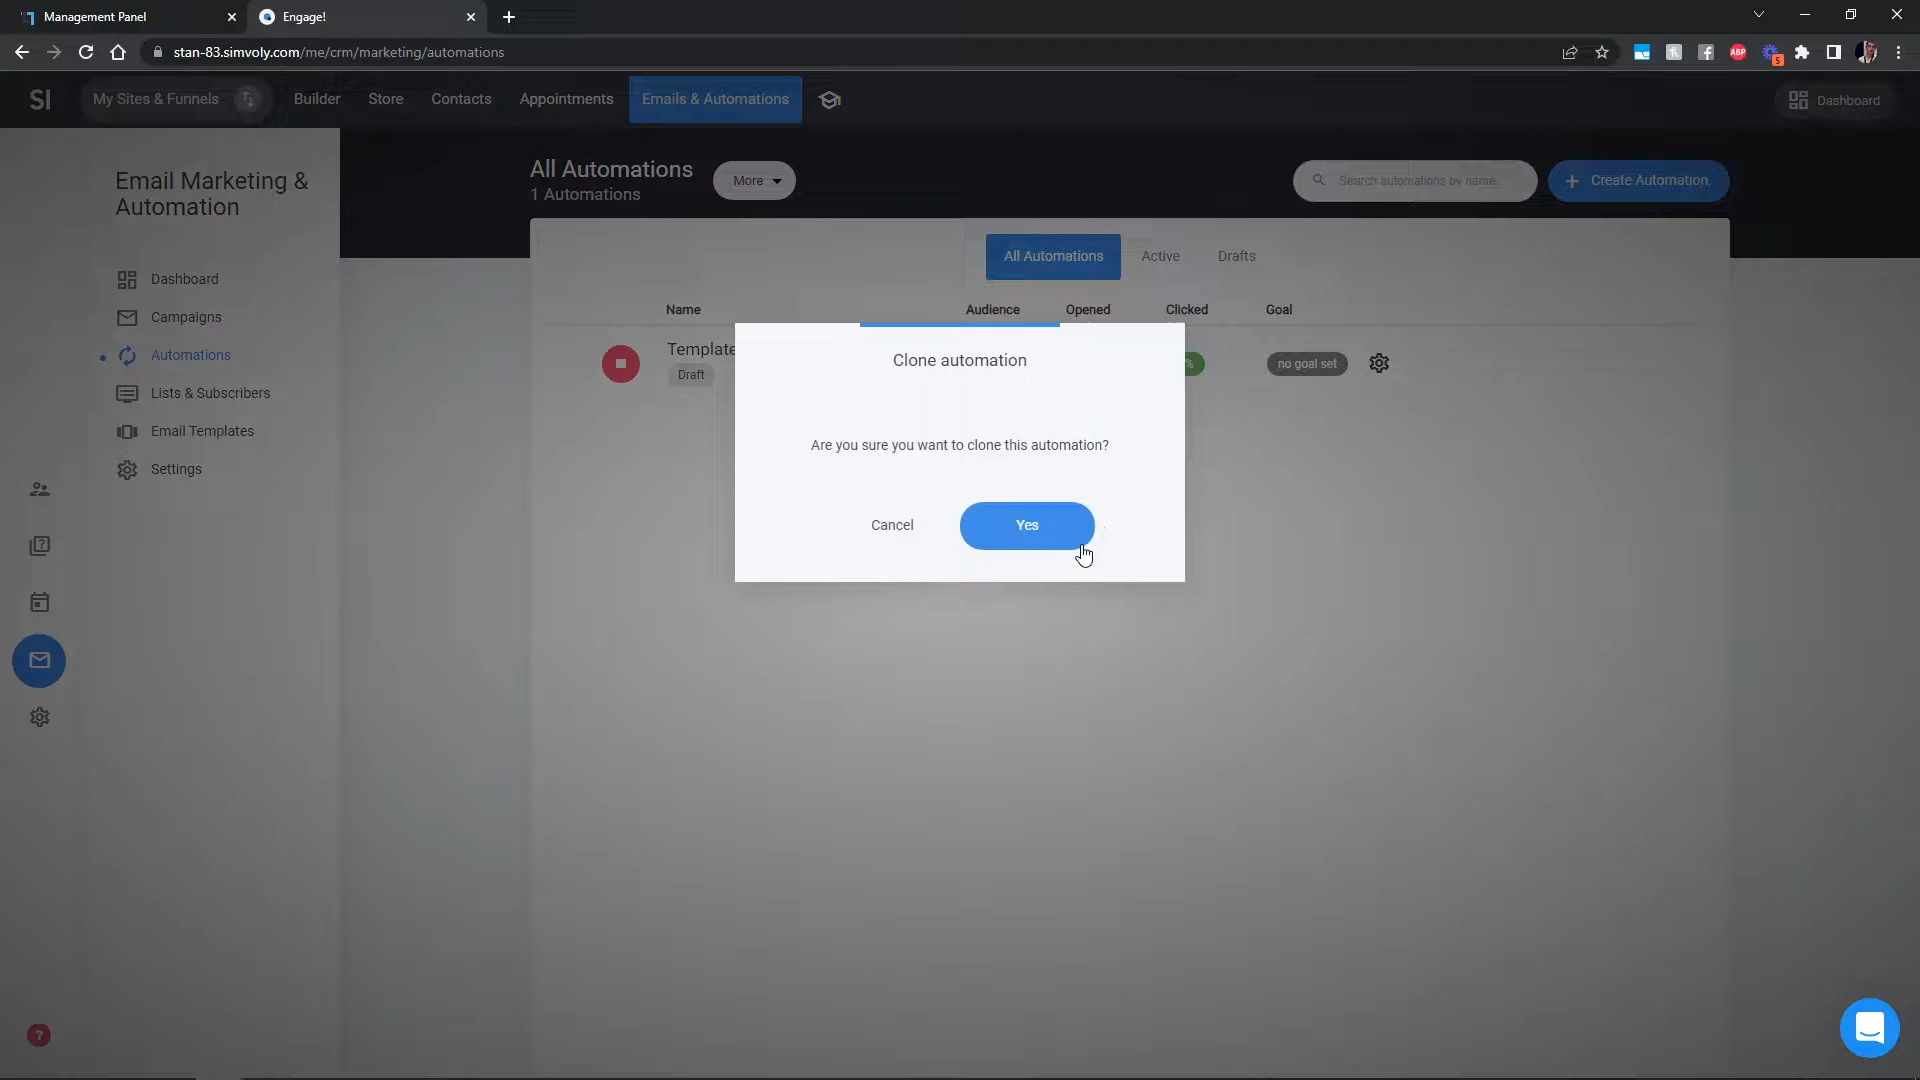 Management Panel
Engage!
stan-83.simvoly.com/me/crm/marketing/automations
ABP
5
SI
My Sites & Funnels
Builder
Store
Contacts
Appointments
Emails & Automations
Dashboard
Email Marketing &
Automation
Dashboard
Campaigns
Automations
Lists & Subscribers
Email Templates
Settings
All Automations
1 Automations
More
Search automations by name
+ Create Automation
All Automations
Active
Drafts
Name
Audience
Opened
Clicked
Goal
Template
Draft
%
no goal set
Clone automation
Are you sure you want to clone this automation?
Cancel
Yes
?